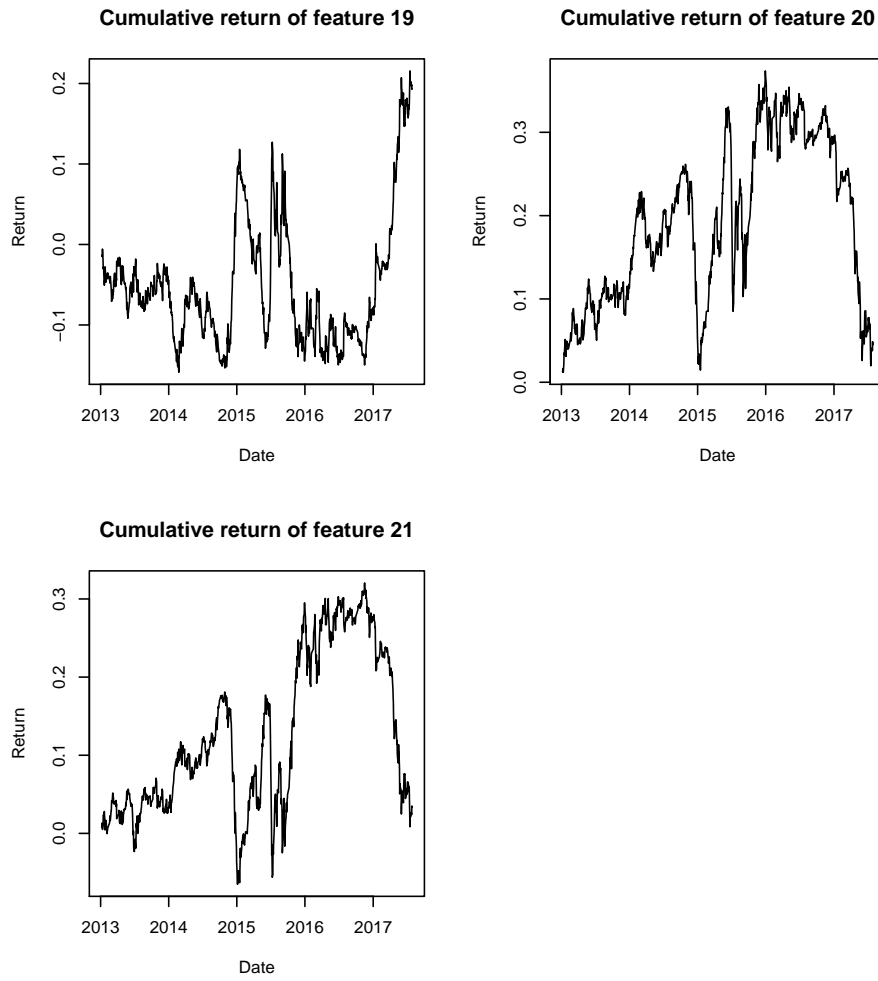 Cumulative return of feature 19
Return
0.2
0.1
0.0
−0.1
2013 2014 2015 2016 2017
Date
Cumulative return of feature 20
Return
0.3
0.2
0.1
0.0
2013 2014 2015 2016 2017
Date
Cumulative return of feature 21
Return
0.3
0.2
0.1
0.0
2013 2014 2015 2016 2017
Date